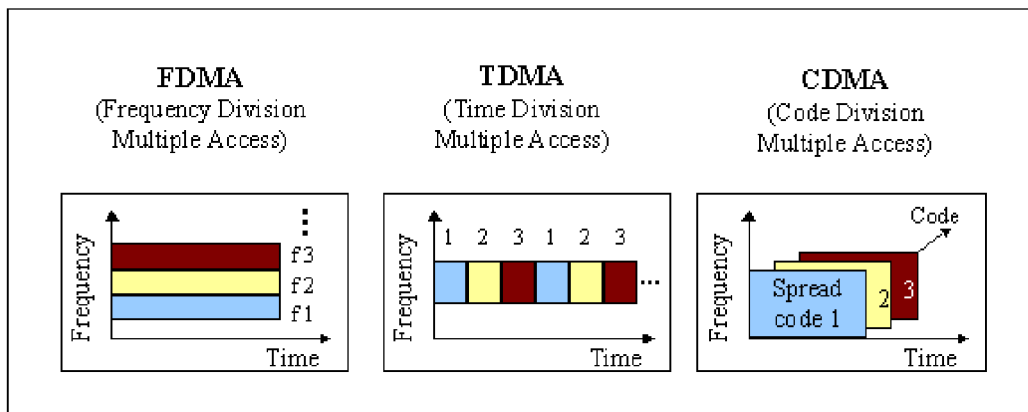 FDMA
(Frequency Division
Multiple Access)
TDMA
(Time Division
Multiple Access)
CDMA
(Code Division
Multiple Access)
Frequency
f3
f2
f1
Time
Frequency
1 2 3 1 2 3
...
Time
Frequency
Code
Spread
code 1
2
3
Time